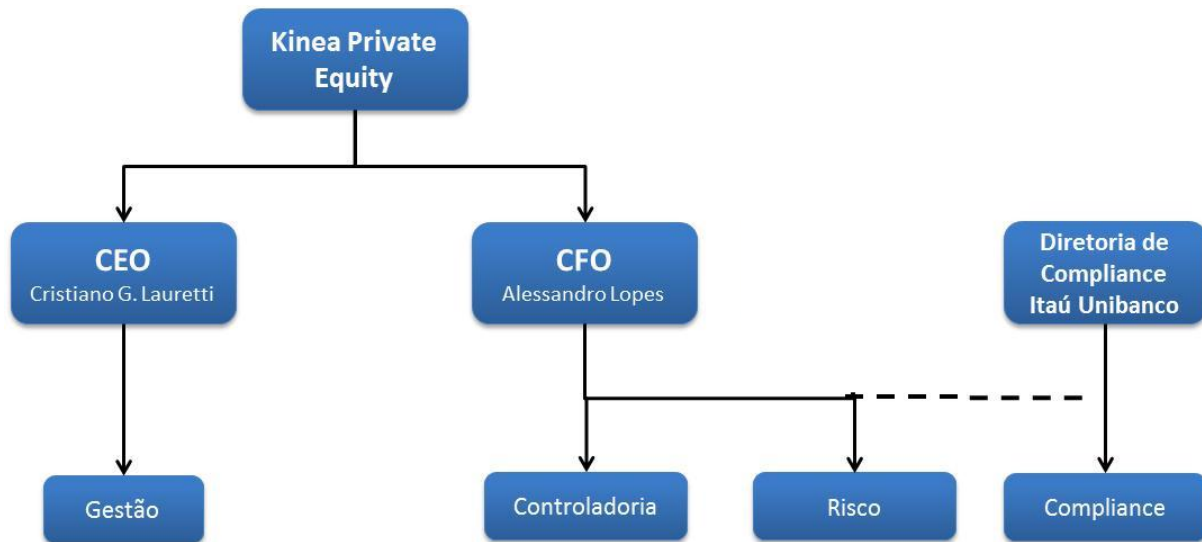 Kinea Private
Equity
CEO
Cristiano G. Lauretti
CFO
Alessandro Lopes
Diretoria de
Compliance
Itaú Unibanco
Gestão
Controladoria
Risco
Compliance